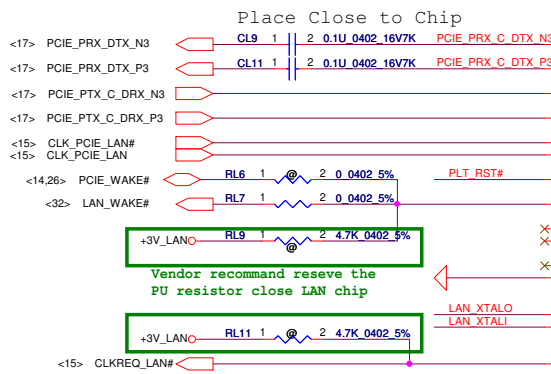 Place Close to Chip
<17> PCIE_PRX_DTX_N3 CL9 1 2 0.1U_0402_16V7K PCIE_PRX_C_DTX_N3
<17> PCIE_PRX_DTX_P3 CL11 1 2 0.1U_0402_16V7K PCIE_PRX_C_DTX_P3
<17> PCIE_PTX_C_DRX_N3
<17> PCIE_PTX_C_DRX_P3
<15> CLK_PCIE_LAN#
<15> CLK_PCIE_LAN
<14,26> PCIE_WAKE# RL6 1 @ 2 0_0402_5% PLT_RST#
<32> LAN_WAKE# RL7 1 2 0_0402_5%
+3V_LAN RL9 1 @ 2 4.7K_0402_5%
Vendor recommand reseve the
PU resistor close LAN chip
LAN_XTALO
LAN_XTALI
+3V_LAN RL11 1 @ 2 4.7K_0402_5%
<15> CLKREQ_LAN#